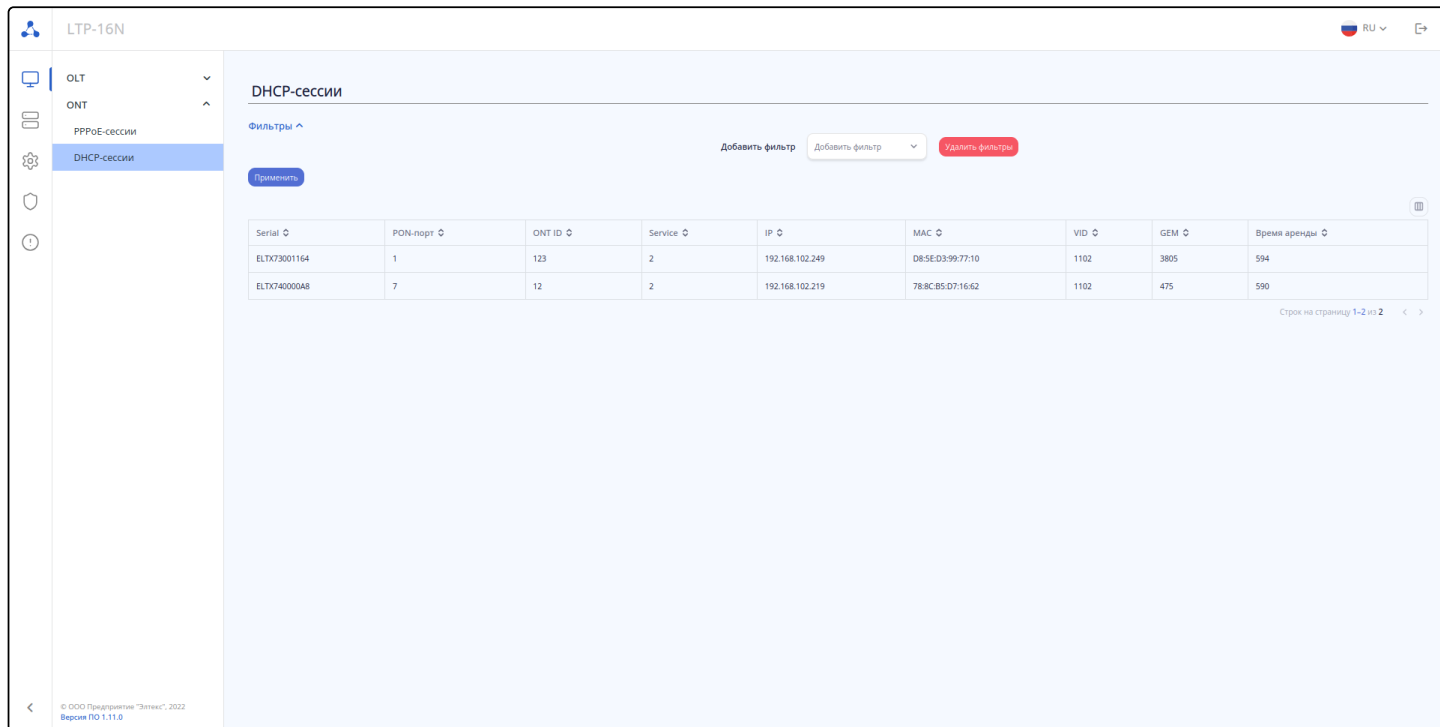 LTP-16N
RU
OLT
ONT
PPPoE-сессии
DHCP-сессии
DHCP-сессии
Фильтры
Добавить фильтр Добавить фильтр Удалить фильтры
Применить
Serial PON-порт ONT ID Service IP MAC VID GEM Время аренды
ELTX73001164 1 123 2 192.168.102.249 D8:5E:D3:99:77:10 1102 3805 594
ELTX740000A8 7 12 2 192.168.102.219 78:8C:B5:D7:16:62 1102 475 590
Строк на страницу 1–2 из 2
© ООО Предприятие "Элтекс", 2022
Версия ПО 1.11.0